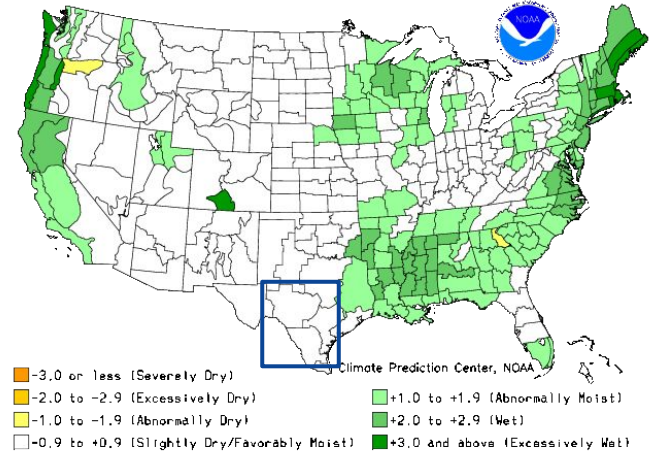 NOAA
Climate Prediction Center, NOAA
-3.0 or less (Severely Dry)
-2.0 to -2.9 (Excessively Dry)
-1.0 to -1.9 (Abnormally Dry)
-0.9 to +0.9 (Slightly Dry/Favorably Moist)
+1.0 to +1.9 (Abnormally Moist)
+2.0 to +2.9 (Wet)
+3.0 and above (Excessively Wet)